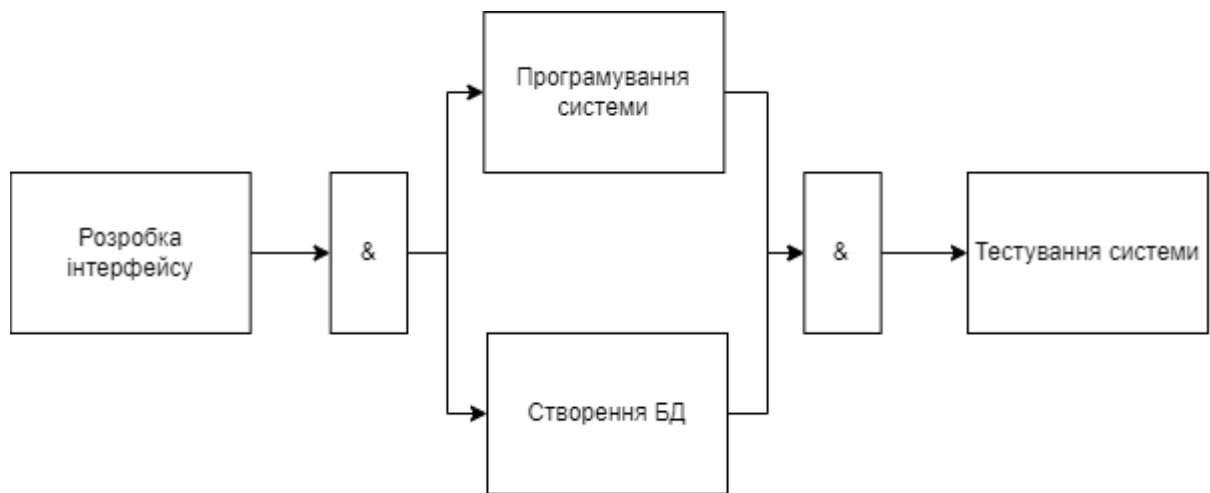 Програмування
системи
Розробка
інтерфейсу
&
&
Тестування системи
Створення БД